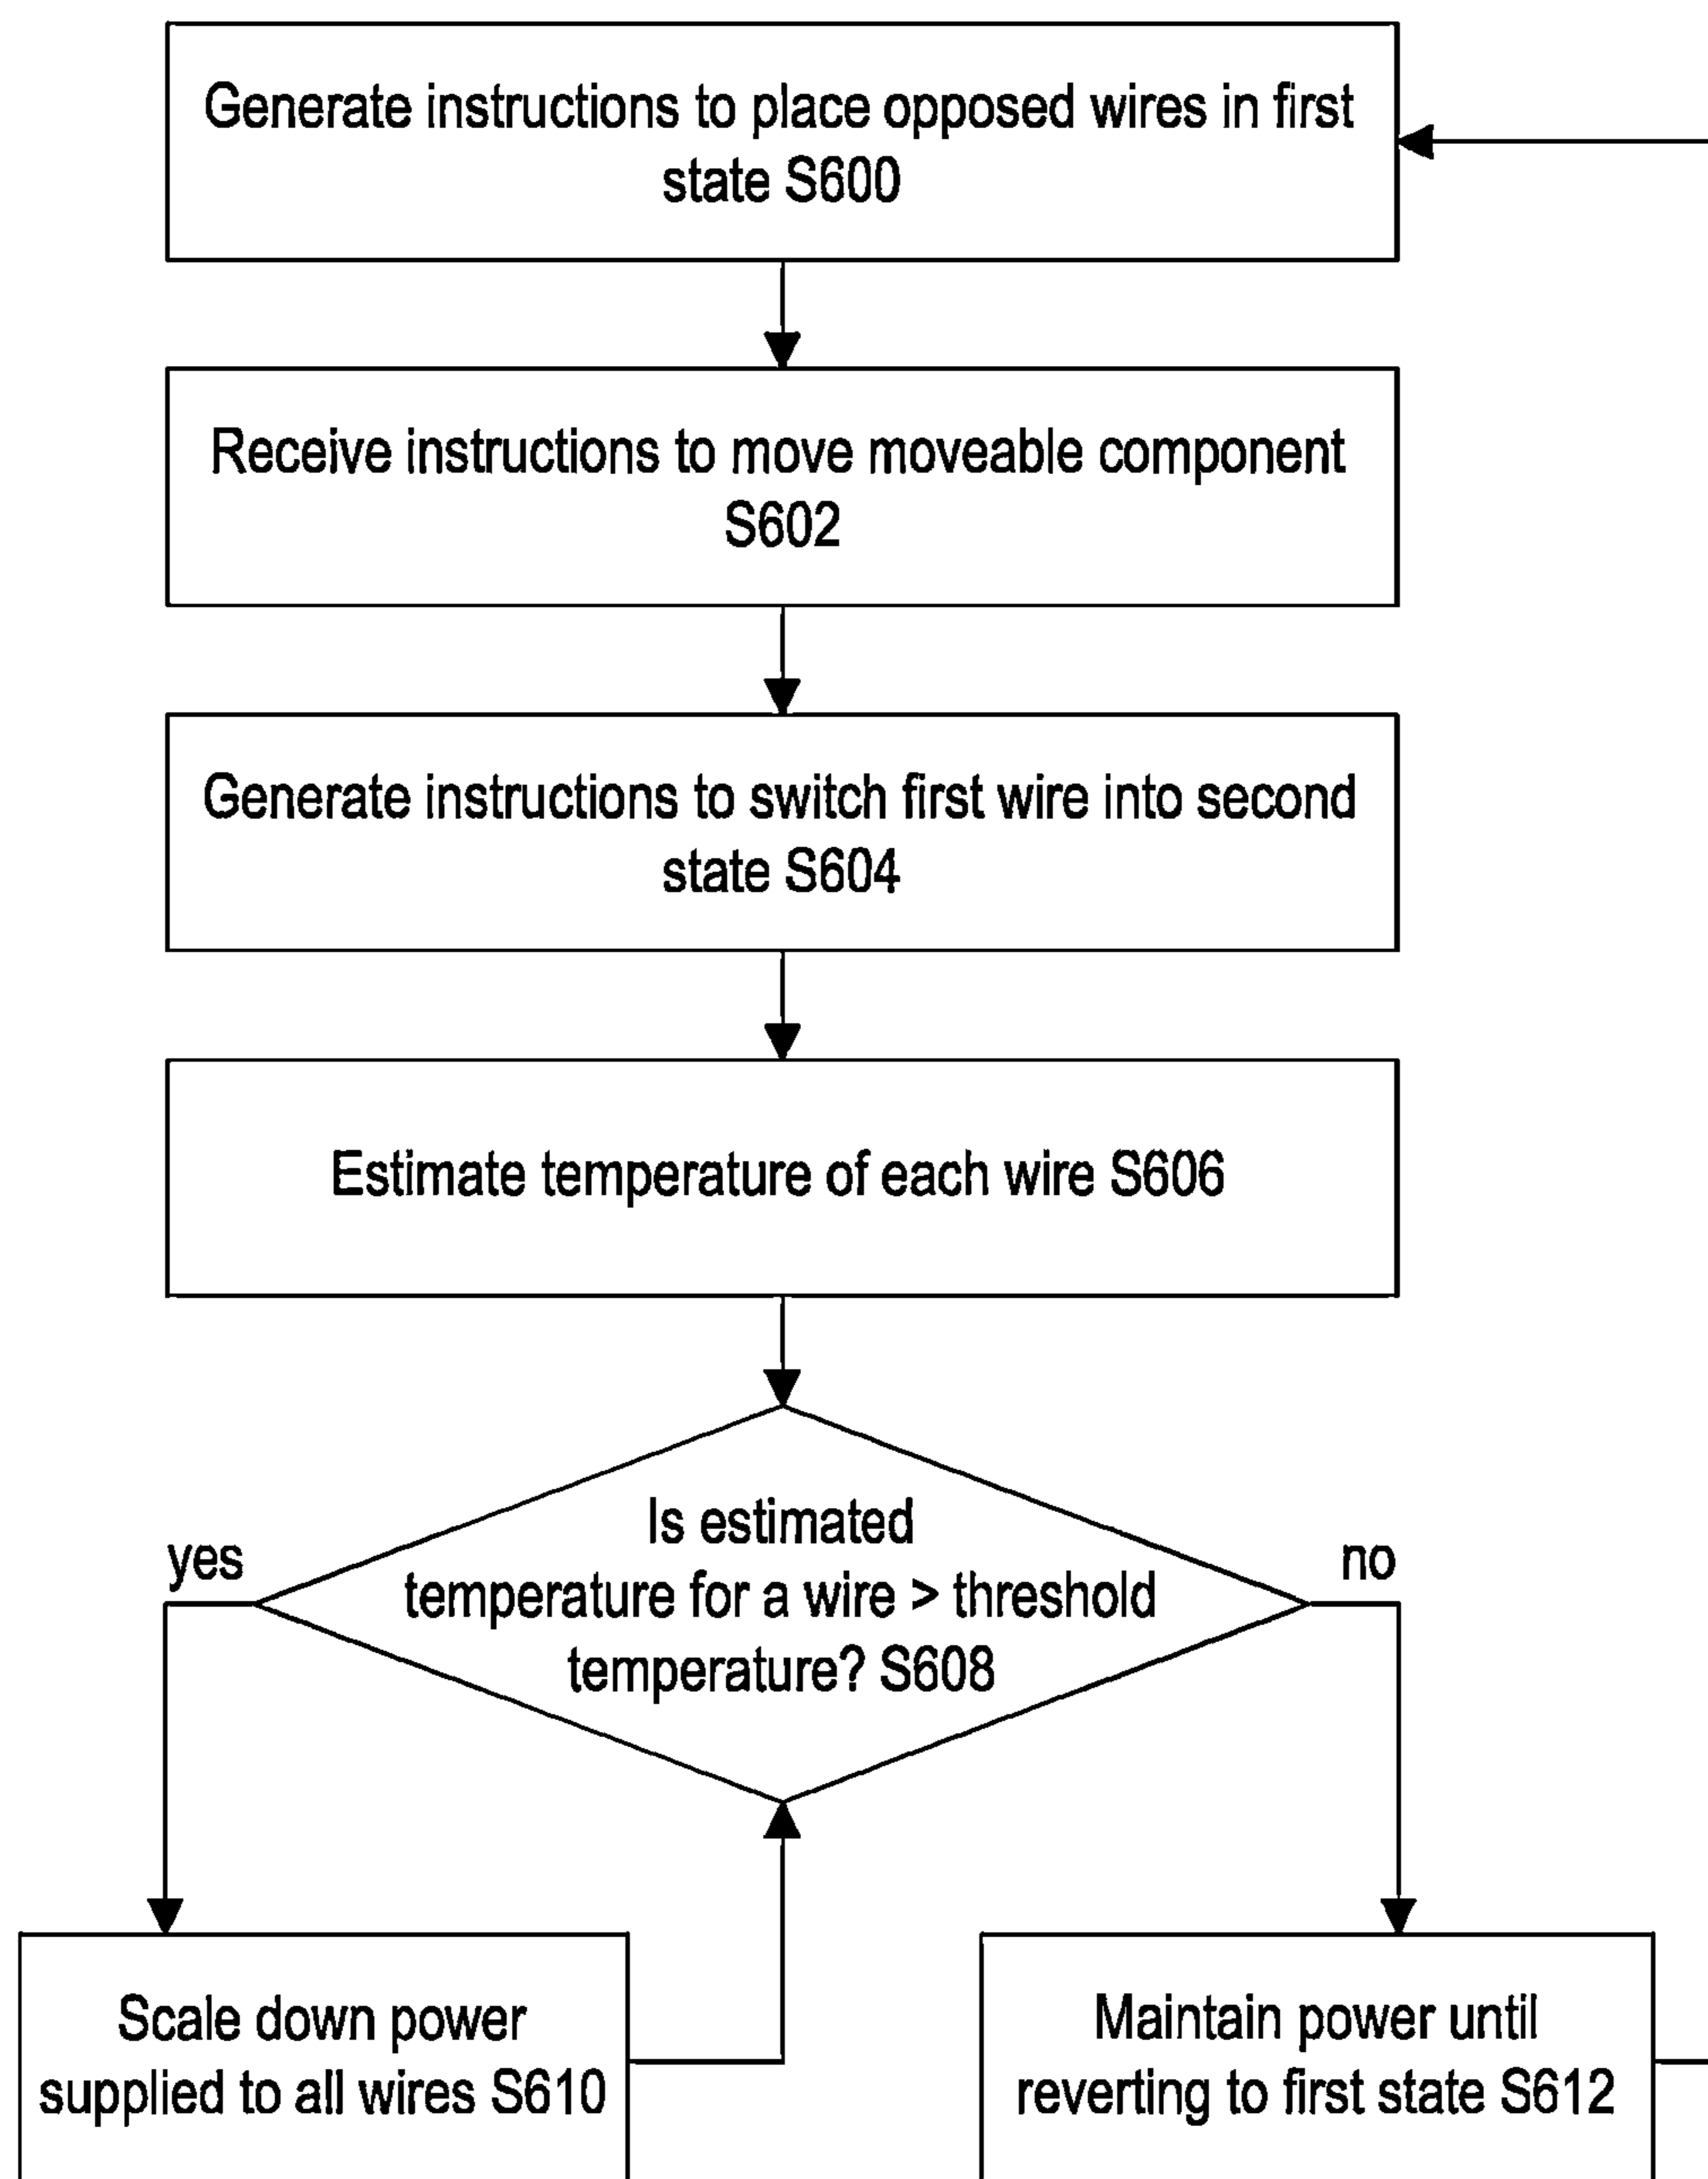 Generate instructions to place opposed wires in first
state S600
Receive instructions to move moveable component
S602
Generate instructions to switch first wire into second
state S604
Estimate temperature of each wire S606
Is estimated
temperature for a wire > threshold
temperature? S608
yes
no
Scale down power
supplied to all wires S610
Maintain power until
reverting to first state S612